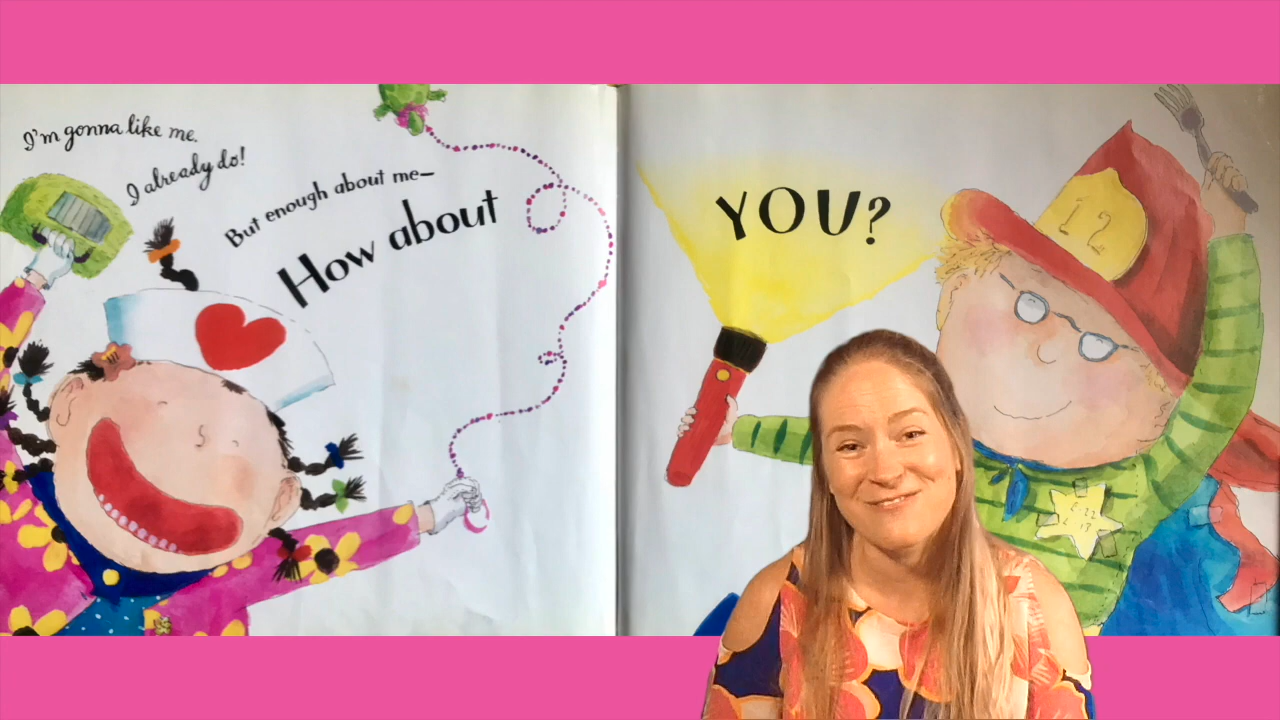 I'm gonna like me.
I already do!
But enough about me—
How about
YOU?
12